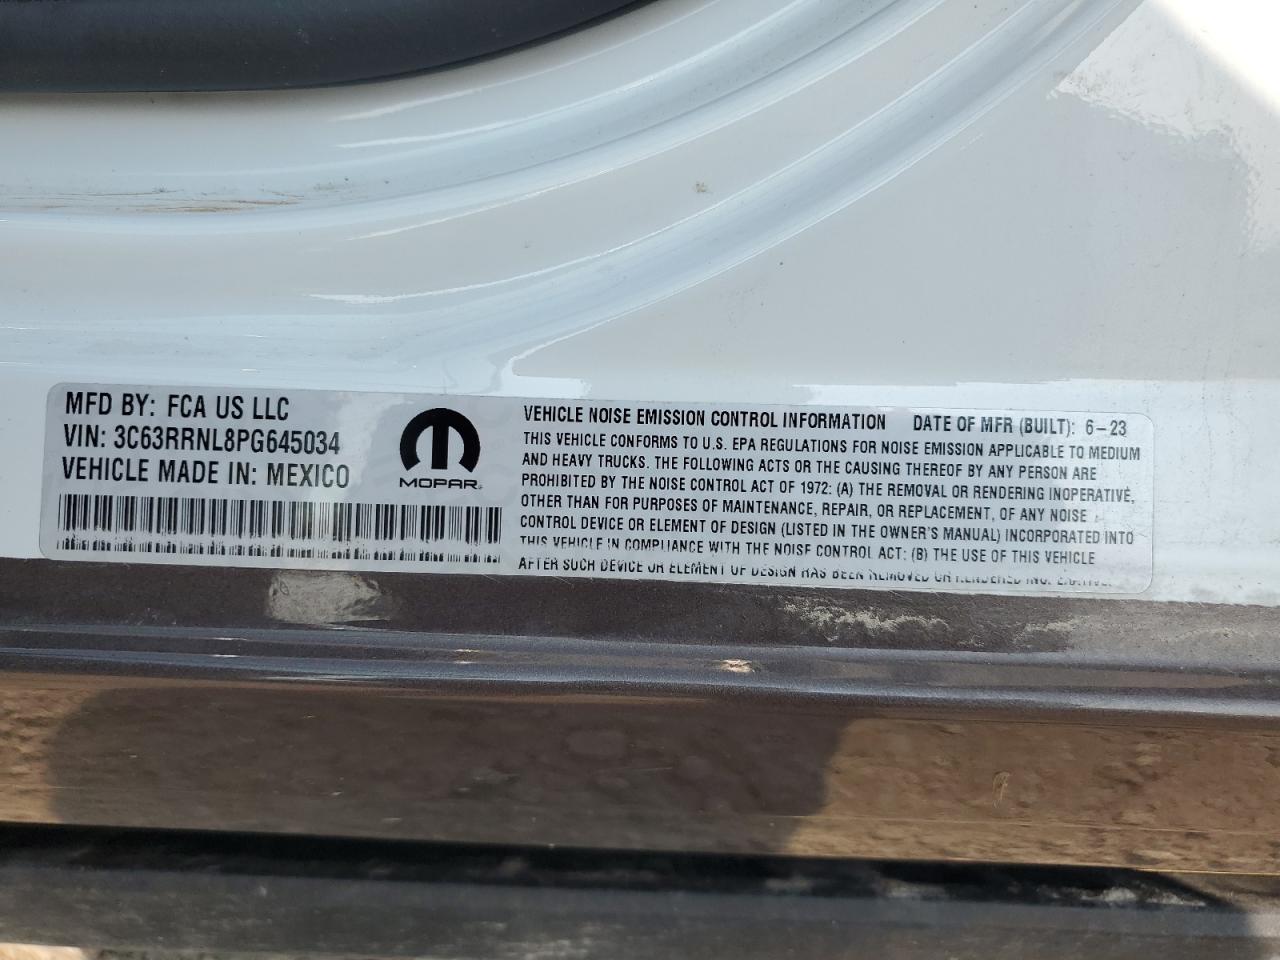 MFD BY: FCA US LLC
VIN: 3C63RRNL8PG645034
VEHICLE MADE IN: MEXICO
MOPAR
VEHICLE NOISE EMISSION CONTROL INFORMATION DATE OF MFR (BUILT): 6-23
THIS VEHICLE CONFORMS TO U.S. EPA REGULATIONS FOR NOISE EMISSION APPLICABLE TO MEDIUM
AND HEAVY TRUCKS. THE FOLLOWING ACTS OR THE CAUSING THEREOF BY ANY PERSON ARE
PROHIBITED BY THE NOISE CONTROL ACT OF 1972: (A) THE REMOVAL OR RENDERING INOPERATIVE,
OTHER THAN FOR PURPOSES OF MAINTENANCE, REPAIR, OR REPLACEMENT, OF ANY NOISE
CONTROL DEVICE OR ELEMENT OF DESIGN (LISTED IN THE OWNER'S MANUAL) INCORPORATED INTO
THIS VEHICLE IN COMPLIANCE WITH THE NOISE CONTROL ACT: (B) THE USE OF THIS VEHICLE
AFTER SUCH DEVICE OR ELEMENT OF DESIGN HAS BEEN REMOVED OR RENDERED